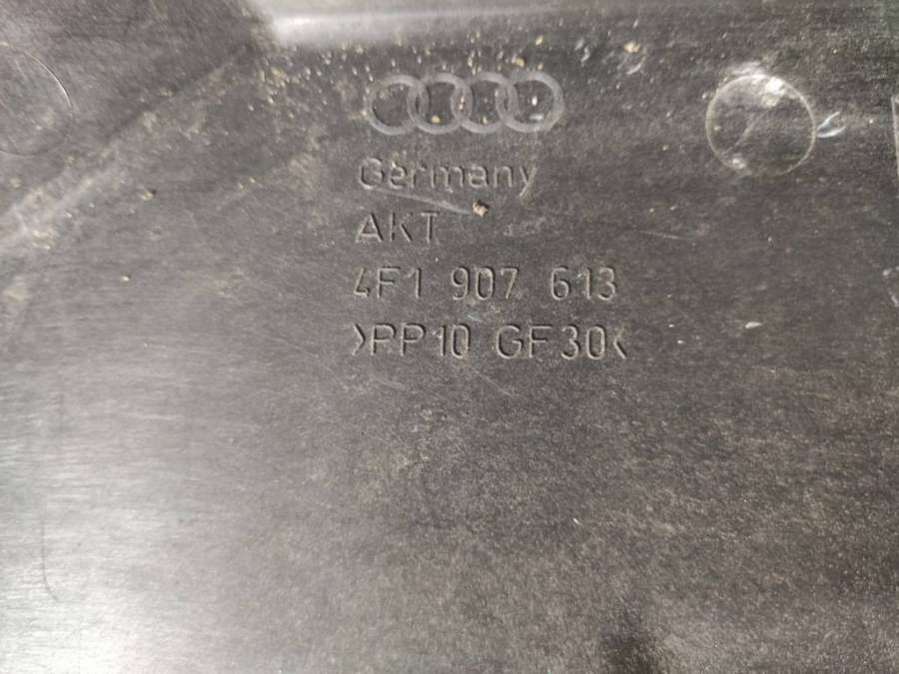 Germany
AKT
4F1 907 613
>PP10 GF30<